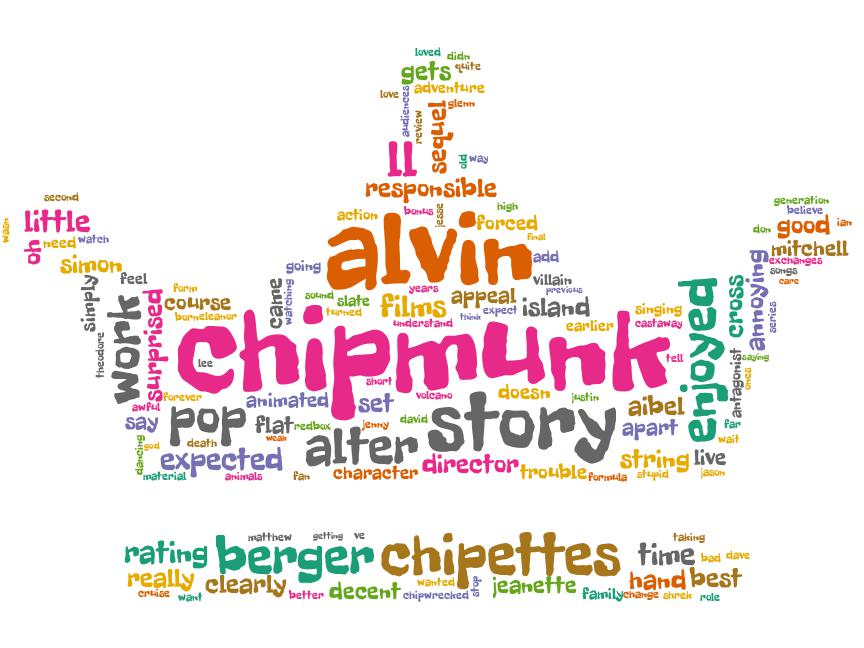 loved didn
gets quite
love adventure
audiences review label glenn
ll old way
responsible
second
little
wasn oh need watch
simon
generation
believe
don good ian
mitchell
exchanges
songs
care
action bonus jesse high
alvin forced
final
going add
villain
previous
simply feel
came watching
annoying
series
form
course
borneleanor
work surprised
theodore
sound slate years
turned films appeal
think expect island
understand
earlier singing
castaway
chipmunk
lee tell
enjoyed cross
antagonist saying
ones
short
forever
awful
animated set volcano doesn justin
say pop flat redbox jenny david story aibel
apart far
wait
weak
dancing god death alter
expected
material animals fan character director trouble formula string live
stupid jason
matthew getting ve taking
rating berger chipettes time bad dave
really clearly wanted stop jeanette hand best
cruise want better decent chipwrecked family change shrek role